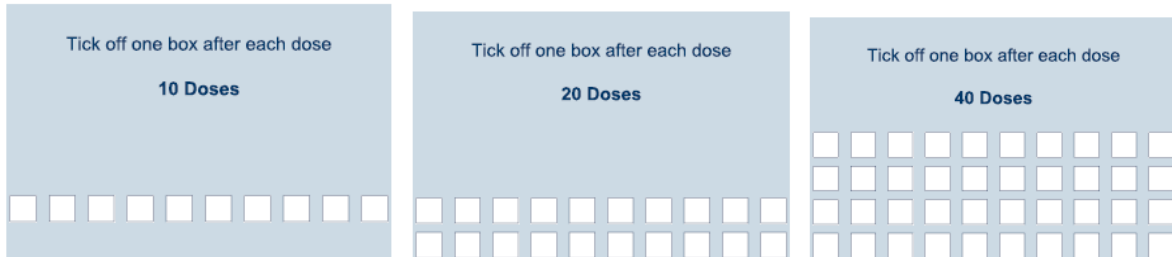 Tick off one box after each dose
10 Doses
Tick off one box after each dose
20 Doses
Tick off one box after each dose
40 Doses